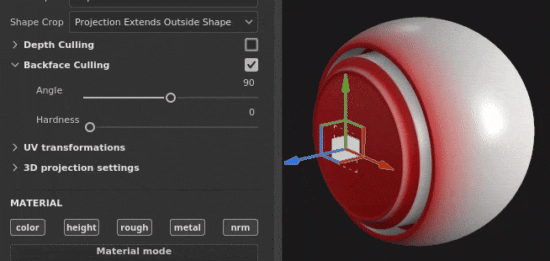 Shape Crop Projection Extends Outside Shape
Depth Culling
Backface Culling
Angle 90
Hardness 0
UV transformations
3D projection settings
MATERIAL
color height rough metal nrm
Material mode